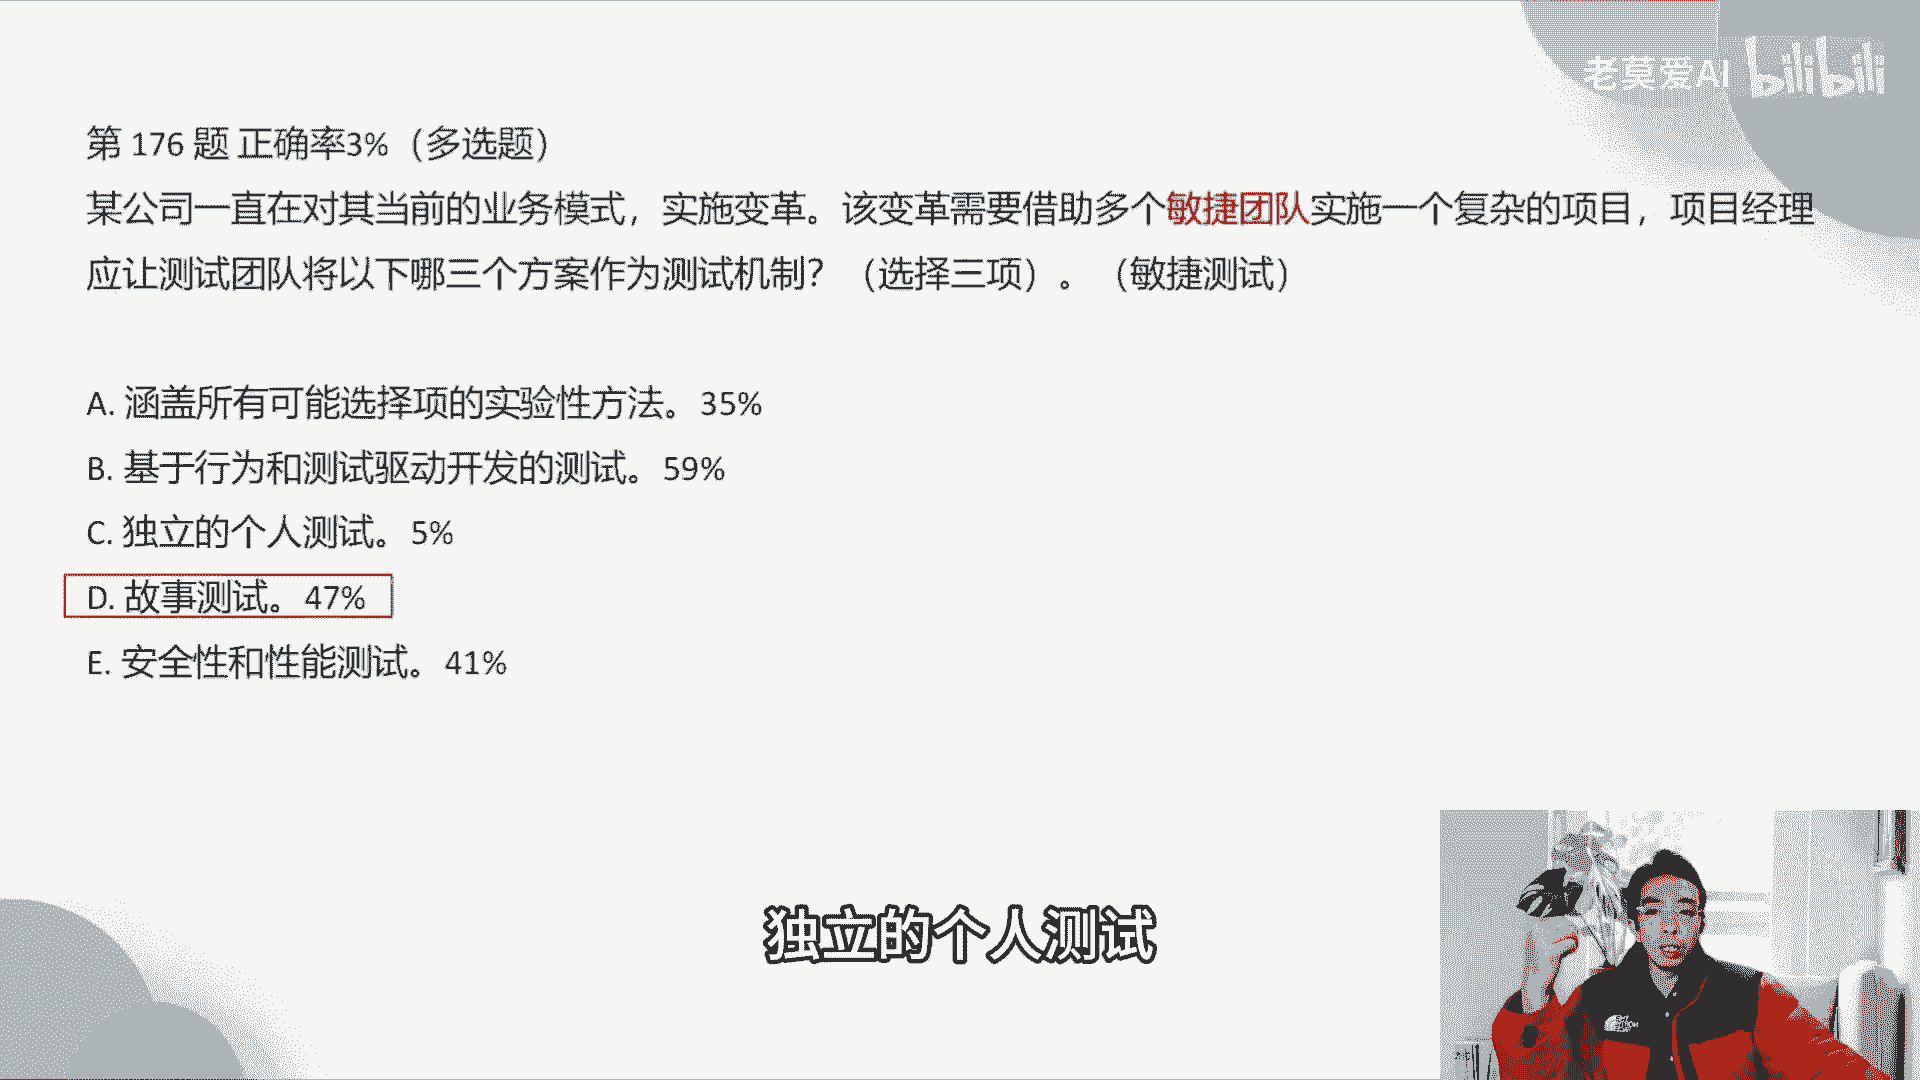 老莫爱AI bilibili
第 176 题 正确率3%（多选题）
某公司一直在对其当前的业务模式，实施变革。该变革需要借助多个敏捷团队实施一个复杂的项目，项目经理
应让测试团队将以下哪三个方案作为测试机制？（选择三项）。（敏捷测试）
A. 涵盖所有可能选择项的实验性方法。35%
B. 基于行为和测试驱动开发的测试。59%
C. 独立的个人测试。5%
D. 故事测试。47%
E. 安全性和性能测试。41%
独立的个人测试